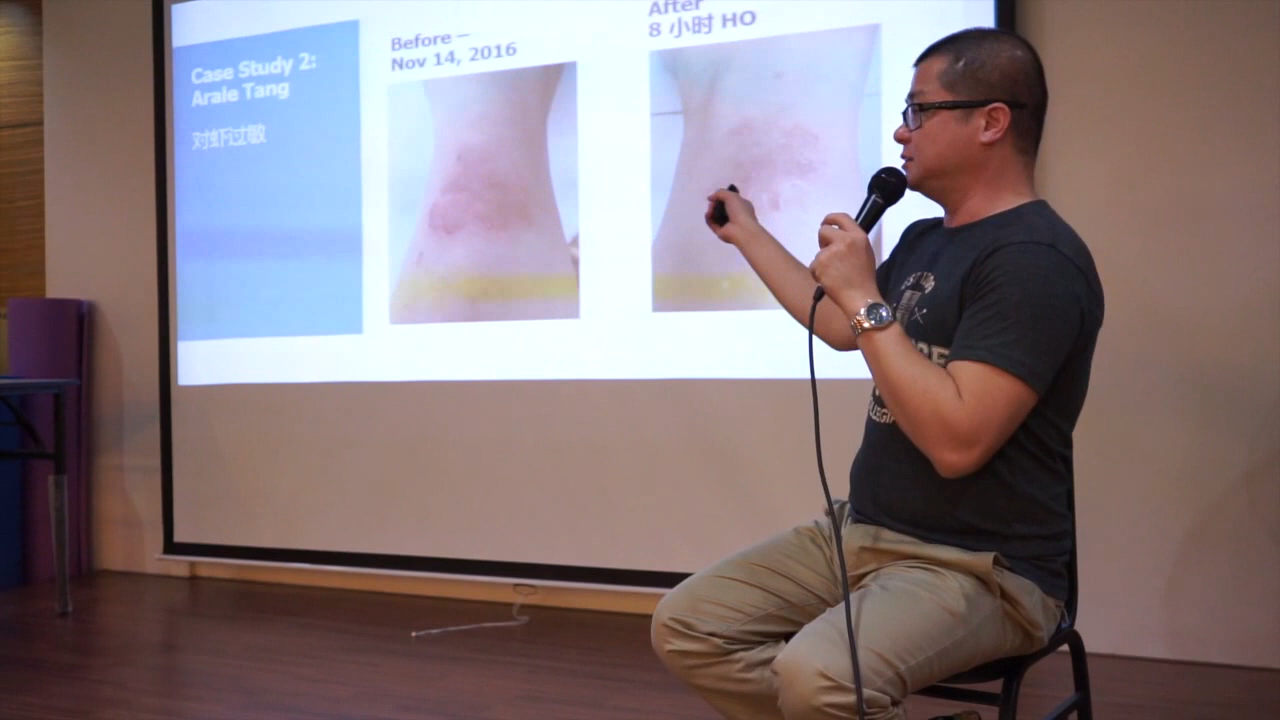 Case Study 2:
Arale Tang
对虾过敏
Before –
Nov 14, 2016
After
8 小时 HO